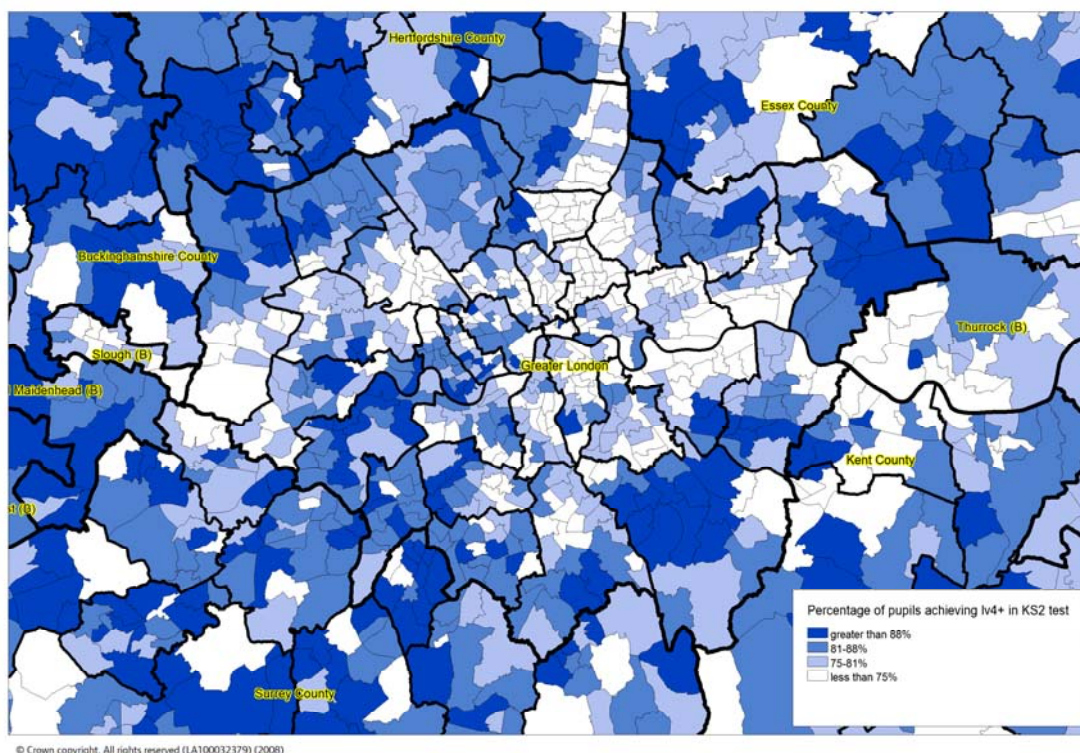 Hertfordshire County
Essex County
Buckinghamshire County
Thurrock (B)
Slough (B)
Greater London
Maidenhead (B)
Kent County
(B)
Surrey County
Percentage of pupils achieving lv4+ in KS2 test
greater than 88%
81-88%
75-81%
less than 75%
© Crown copyright. All rights reserved (LA100032379) (2008)